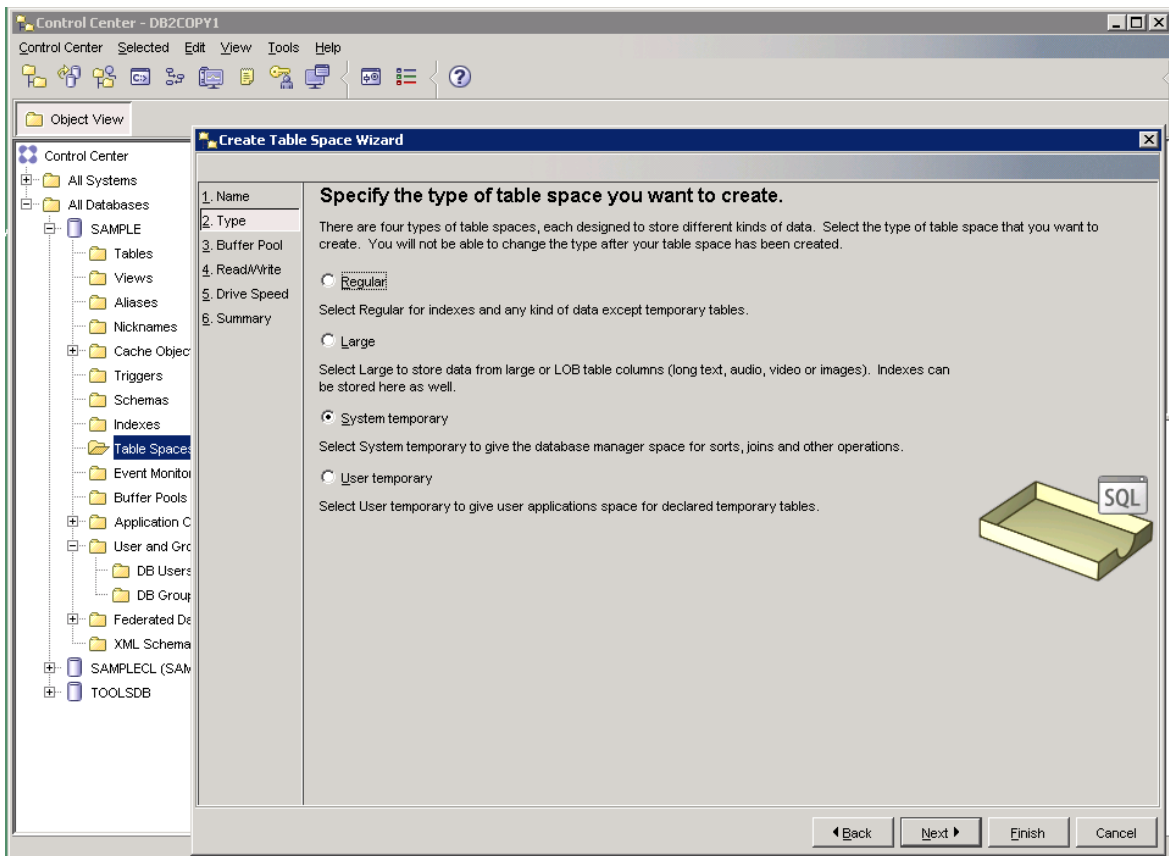 Control Center - DB2COPY1
Control Center Selected Edit View Tools Help
Object View
Control Center
All Systems
All Databases
SAMPLE
Tables
Views
Aliases
Nicknames
Cache Objec
Triggers
Schemas
Indexes
Table Spaces
Event Monitor
Buffer Pools
Application C
User and Gro
DB Users
DB Group
Federated De
XML Schema
SAMPLECL (SAM
TOOLSDB
Create Table Space Wizard
1. Name
2. Type
3. Buffer Pool
4. Read/Write
5. Drive Speed
6. Summary
Specify the type of table space you want to create.
There are four types of table spaces, each designed to store different kinds of data. Select the type of table space that you want to
create. You will not be able to change the type after your table space has been created.
Regular
Select Regular for indexes and any kind of data except temporary tables.
Large
Select Large to store data from large or LOB table columns (long text, audio, video or images). Indexes can
be stored here as well.
System temporary
Select System temporary to give the database manager space for sorts, joins and other operations.
User temporary
Select User temporary to give user applications space for declared temporary tables.
SQL
Back Next Finish Cancel